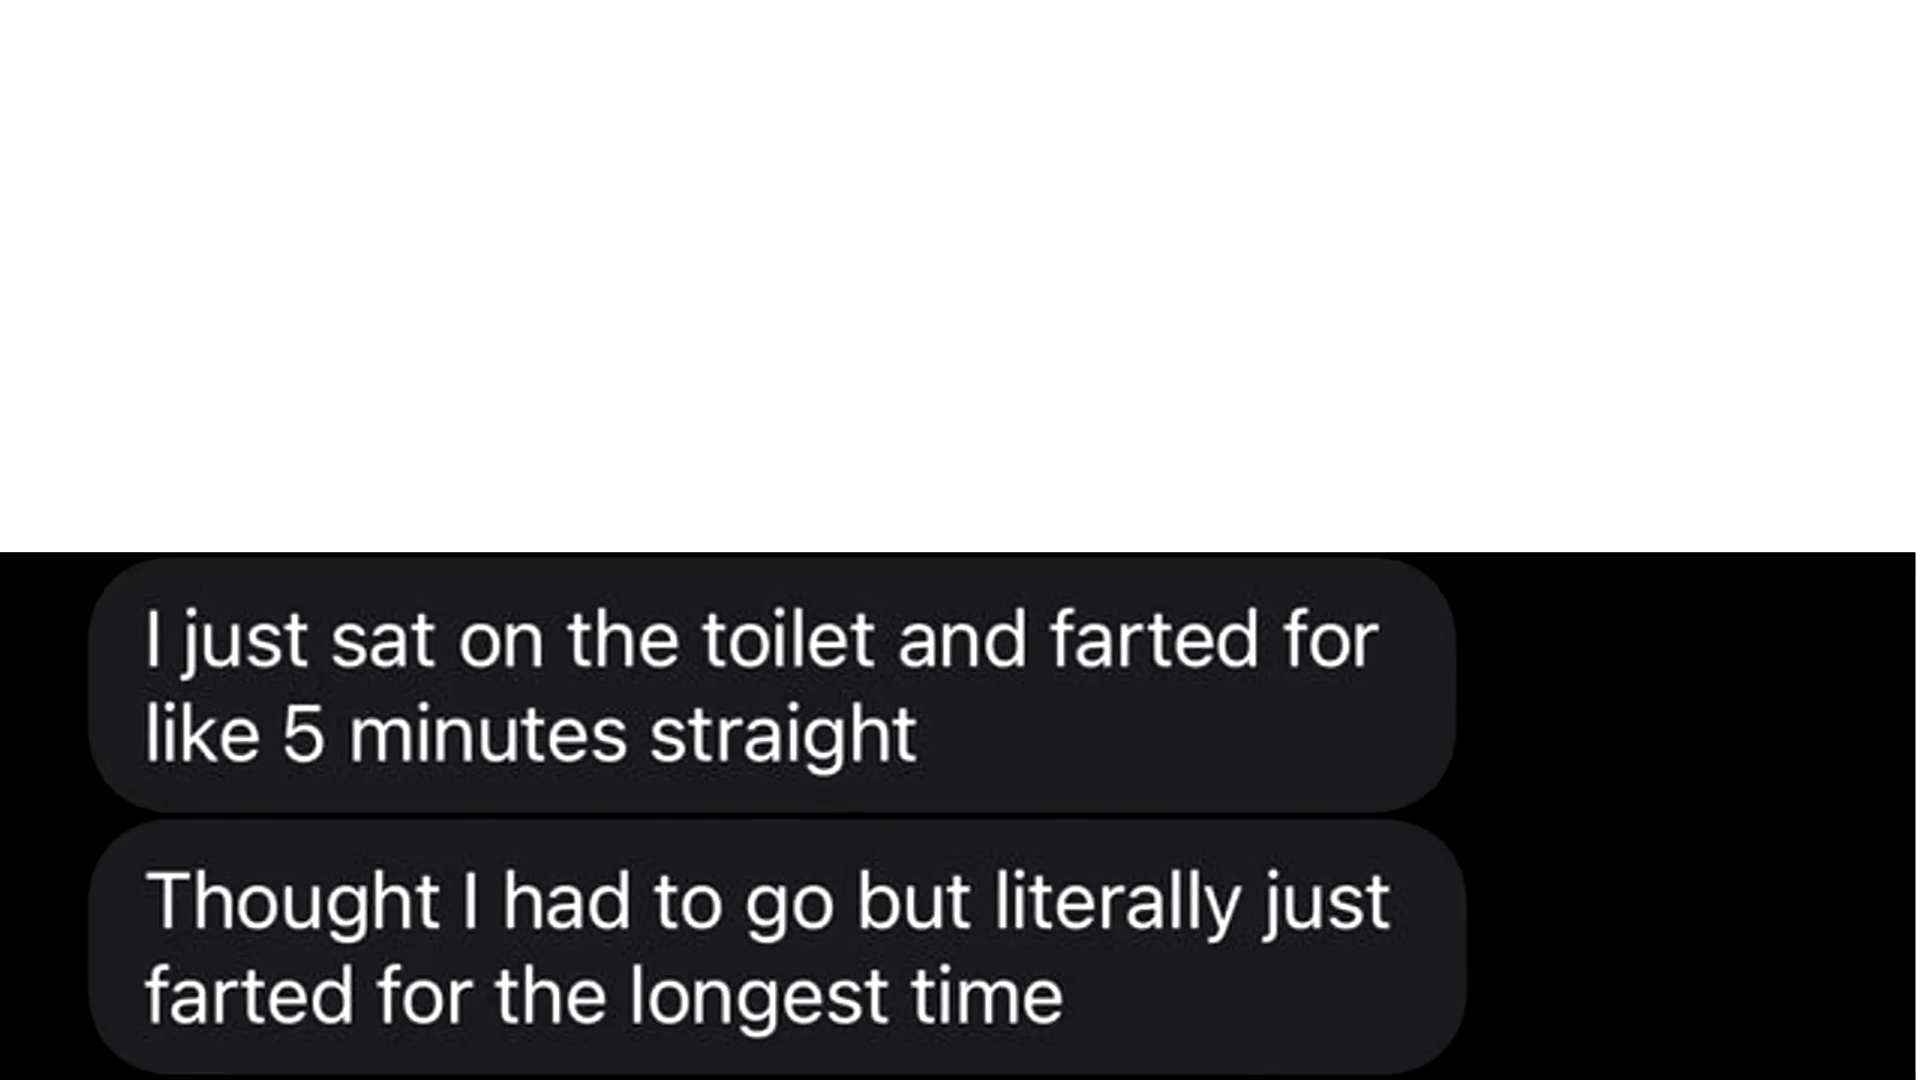 I just sat on the toilet and farted for
like 5 minutes straight
Thought I had to go but literally just
farted for the longest time